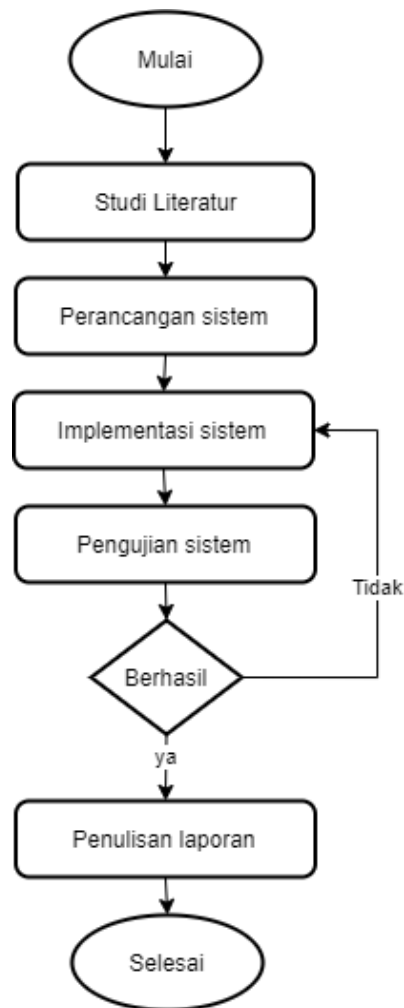 Mulai
Studi Literatur
Perancangan sistem
Implementasi sistem
Pengujian sistem
Tidak
Berhasil
ya
Penulisan laporan
Selesai